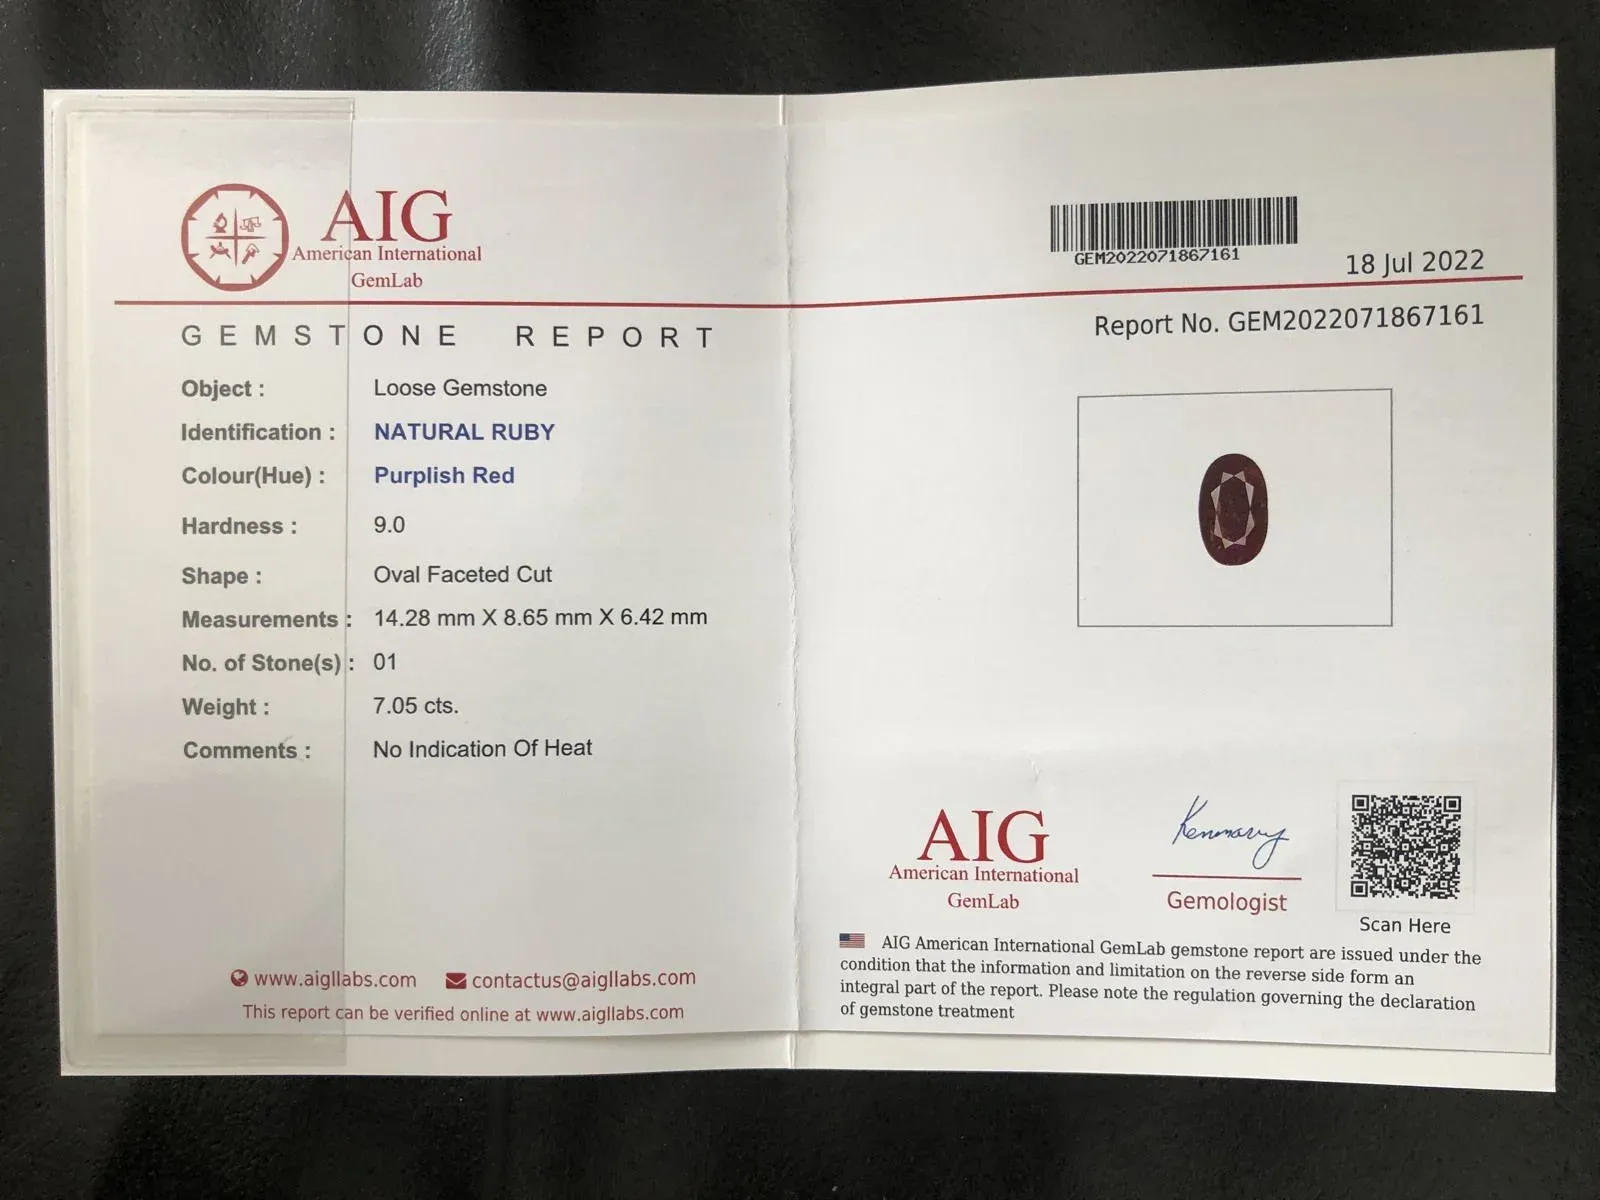 AIG
American International
GemLab
GEMSTONE REPORT
Object : Loose Gemstone
Identification : NATURAL RUBY
Colour(Hue) : Purplish Red
Hardness : 9.0
Shape : Oval Faceted Cut
Measurements : 14.28 mm X 8.65 mm X 6.42 mm
No. of Stone(s) : 01
Weight : 7.05 cts.
Comments : No Indication Of Heat
www.aigllabs.com contactus@aigllabs.com
This report can be verified online at www.aigllabs.com
GEM2022071867161
18 Jul 2022
Report No. GEM2022071867161
AIG
American International
GemLab
Gemologist
Scan Here
AIG American International GemLab gemstone report are issued under the
condition that the information and limitation on the reverse side form an
integral part of the report. Please note the regulation governing the declaration
of gemstone treatment